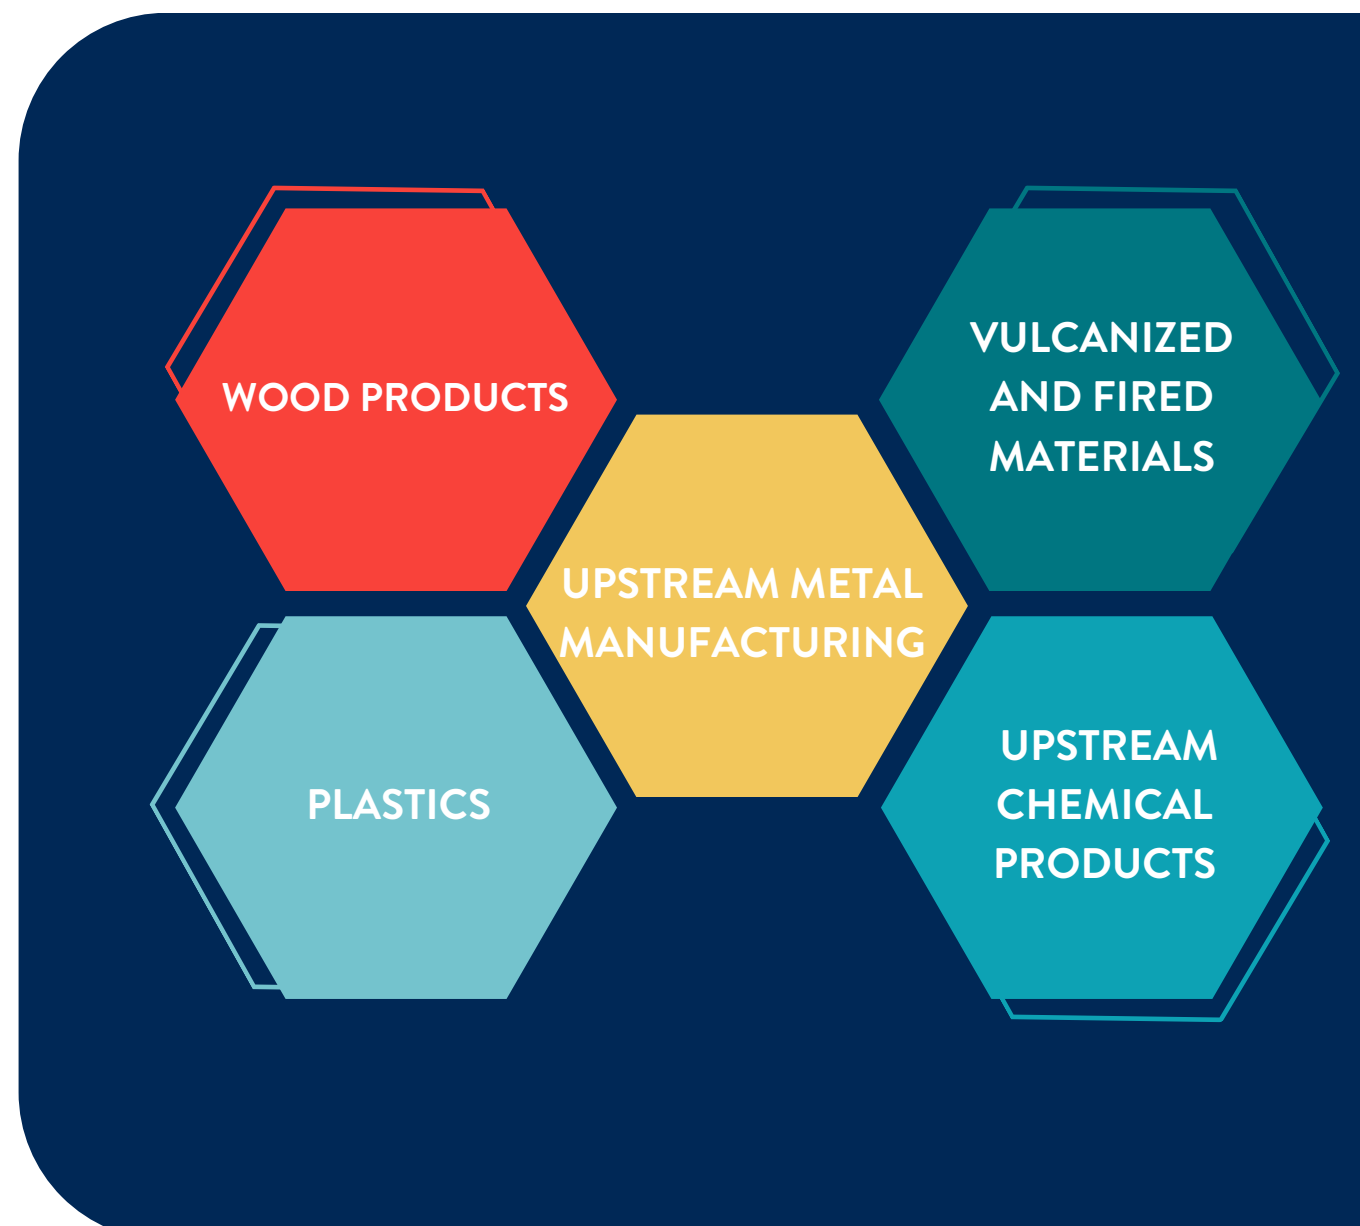 WOOD PRODUCTS
VULCANIZED
AND FIRED
MATERIALS
UPSTREAM METAL
MANUFACTURING
PLASTICS
UPSTREAM
CHEMICAL
PRODUCTS